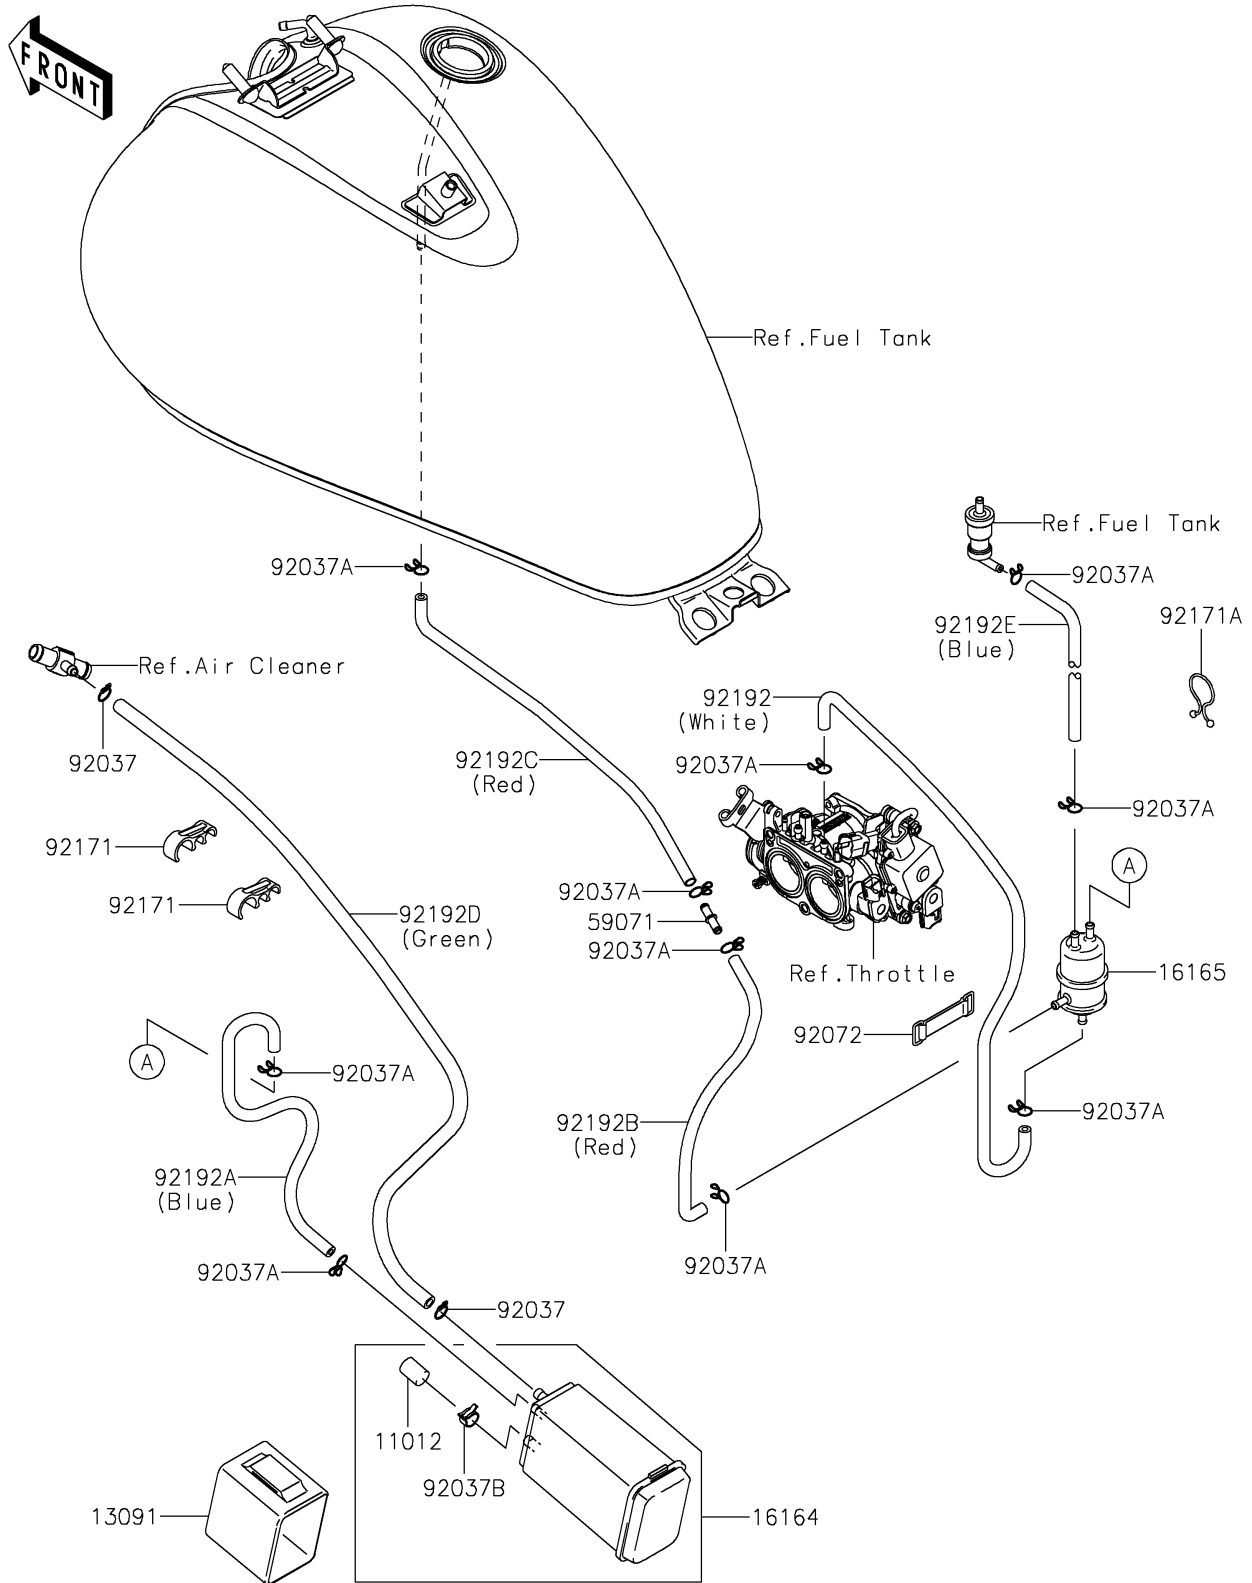 FRONT
Ref.Fuel Tank
Ref.Fuel Tank
92037A
92037A
92171A
92192E
(Blue)
Ref.Air Cleaner
92192
(White)
92037
92192C
(Red)
92037A
92037A
92171
92171
92037A
59071
92037A
A
92192D
(Green)
Ref.Throttle
16165
92072
A
92037A
92037A
92192B
(Red)
92192A
(Blue)
92037A
92037A
92037
11012
92037B
13091
16164